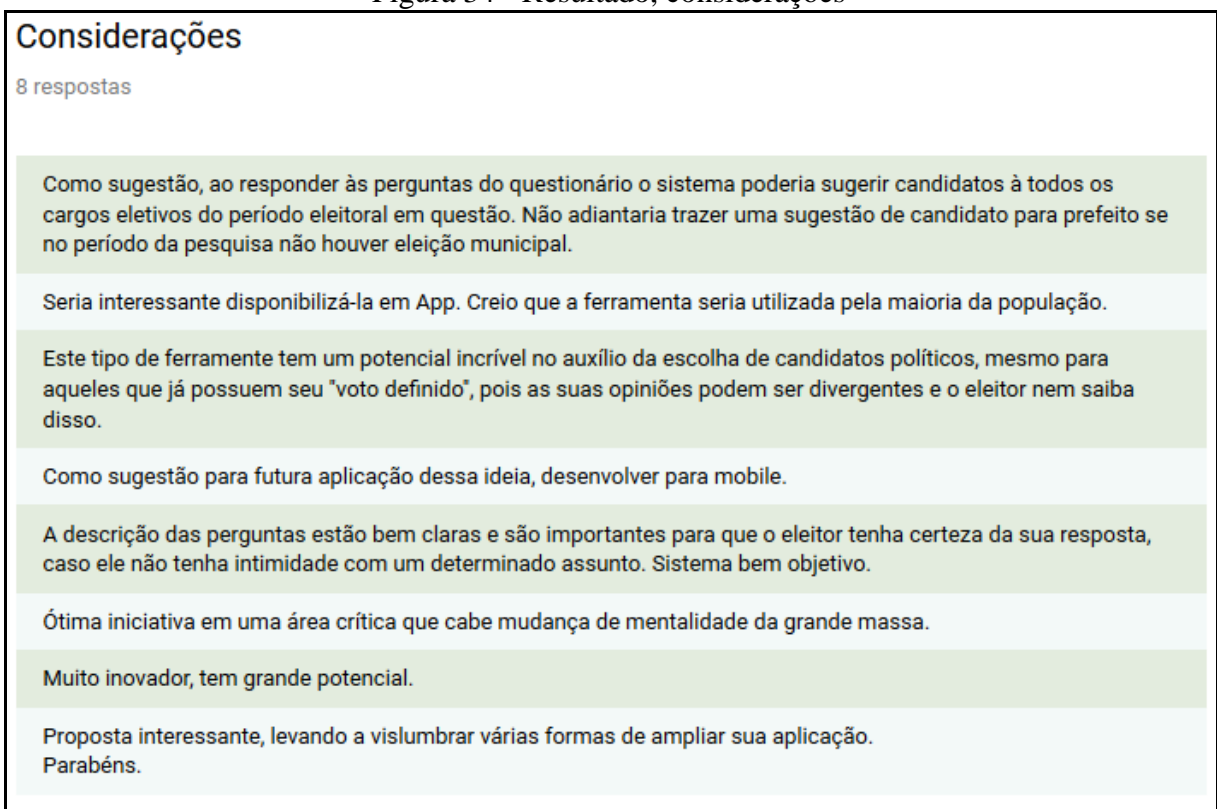 Figura 34 - Resultado, considerações
Considerações
8 respostas
Como sugestão, ao responder às perguntas do questionário o sistema poderia sugerir candidatos à todos os
cargos eletivos do período eleitoral em questão. Não adiantaria trazer uma sugestão de candidato para prefeito se
no período da pesquisa não houver eleição municipal.
Seria interessante disponibilizá-la em App. Creio que a ferramenta seria utilizada pela maioria da população.
Este tipo de ferramente tem um potencial incrível no auxílio da escolha de candidatos políticos, mesmo para
aqueles que já possuem seu "voto definido", pois as suas opiniões podem ser divergentes e o eleitor nem saiba
disso.
Como sugestão para futura aplicação dessa ideia, desenvolver para mobile.
A descrição das perguntas estão bem claras e são importantes para que o eleitor tenha certeza da sua resposta,
caso ele não tenha intimidade com um determinado assunto. Sistema bem objetivo.
Ótima iniciativa em uma área crítica que cabe mudança de mentalidade da grande massa.
Muito inovador, tem grande potencial.
Proposta interessante, levando a vislumbrar várias formas de ampliar sua aplicação.
Parabéns.